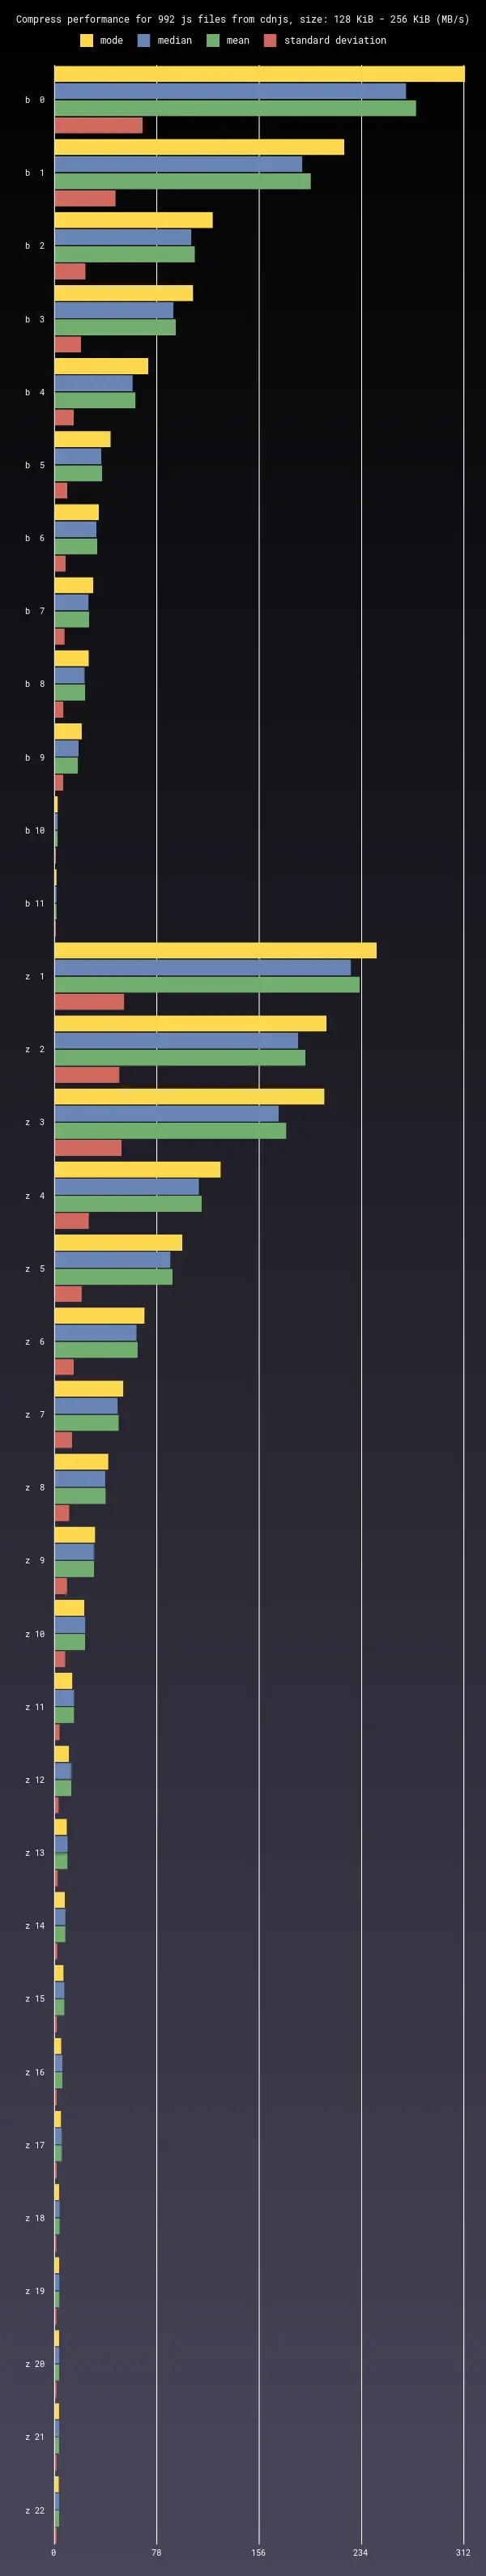 Compress performance for 992 js files from cdnjs, size: 128 KiB - 256 KiB (MB/s)
mode median mean standard deviation
b 0
b 1
b 2
b 3
b 4
b 5
b 6
b 7
b 8
b 9
b 10
b 11
z 1
z 2
z 3
z 4
z 5
z 6
z 7
z 8
z 9
z 10
z 11
z 12
z 13
z 14
z 15
z 16
z 17
z 18
z 19
z 20
z 21
z 22
0 78 156 234 312